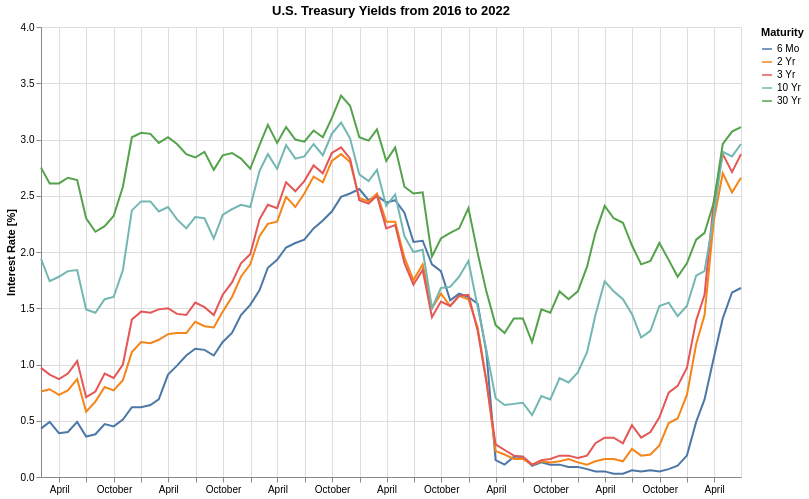 U.S. Treasury Yields from 2016 to 2022
4.0
3.5
3.0
2.5
2.0
1.5
1.0
0.5
0.0
Interest Rate [%]
April
October
April
October
April
October
April
October
April
October
April
October
April
Maturity
6 Mo
2 Yr
3 Yr
10 Yr
30 Yr